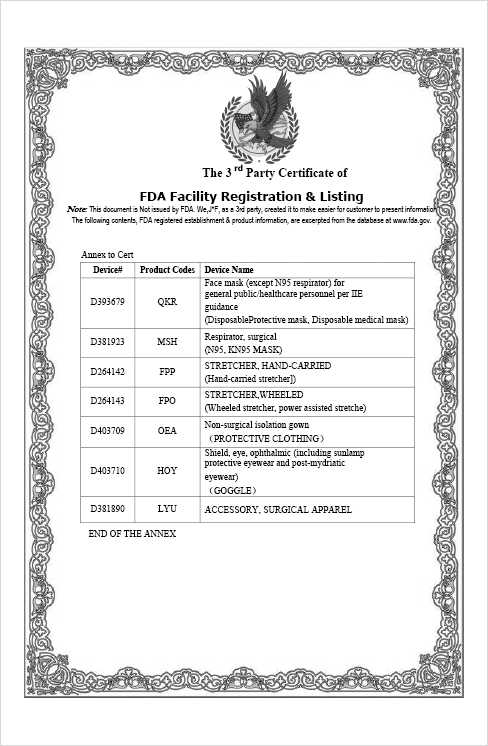 The 3 rd Party Certificate of
FDA Facility Registration & Listing
Note: This document is Not issued by FDA. We,J*F, as a 3rd party, created it to make easier for customer to present information,
The following contents, FDA registered establishment & product information, are excerpted from the database at www.fda.gov.
Annex to Cert
Device# Product Codes Device Name
D393679 QKR Face mask (except N95 respirator) for
general public/healthcare personnel per IIE
guidance
(DisposableProtective mask, Disposable medical mask)
D381923 MSH Respirator, surgical
(N95, KN95 MASK)
D264142 FPP STRETCHER, HAND-CARRIED
(Hand-carried stretcher])
D264143 FPO STRETCHER,WHEELED
(Wheeled stretcher, power assisted stretche)
D403709 OEA Non-surgical isolation gown
（PROTECTIVE CLOTHING）
D403710 HOY Shield, eye, ophthalmic (including sunlamp
protective eyewear and post-mydriatic
eyewear)
（GOGGLE）
D381890 LYU ACCESSORY, SURGICAL APPAREL
END OF THE ANNEX